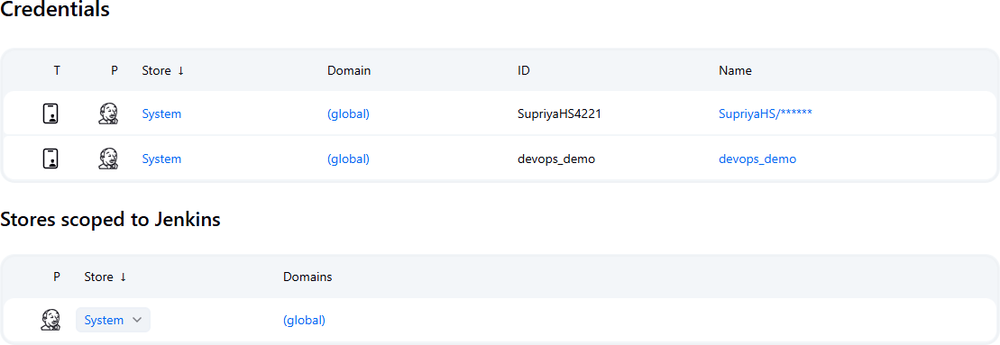 Credentials
T P Store ↓ Domain ID Name
System (global) SupriyaHS4221 SupriyaHS/******
System (global) devops_demo devops_demo
Stores scoped to Jenkins
P Store ↓ Domains
System (global)